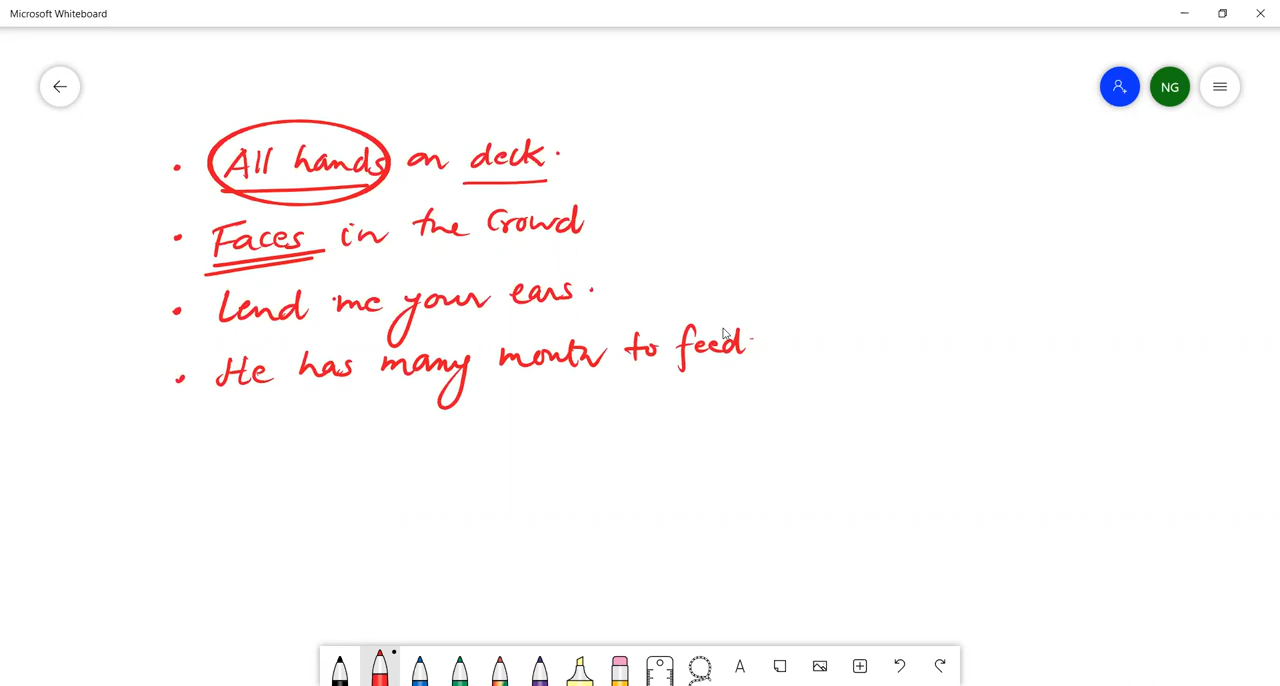 Microsoft Whiteboard
NG
• All hands on deck.
• Faces in the Crowd
• Lend me your ears.
• He has many mouth to feed.
A